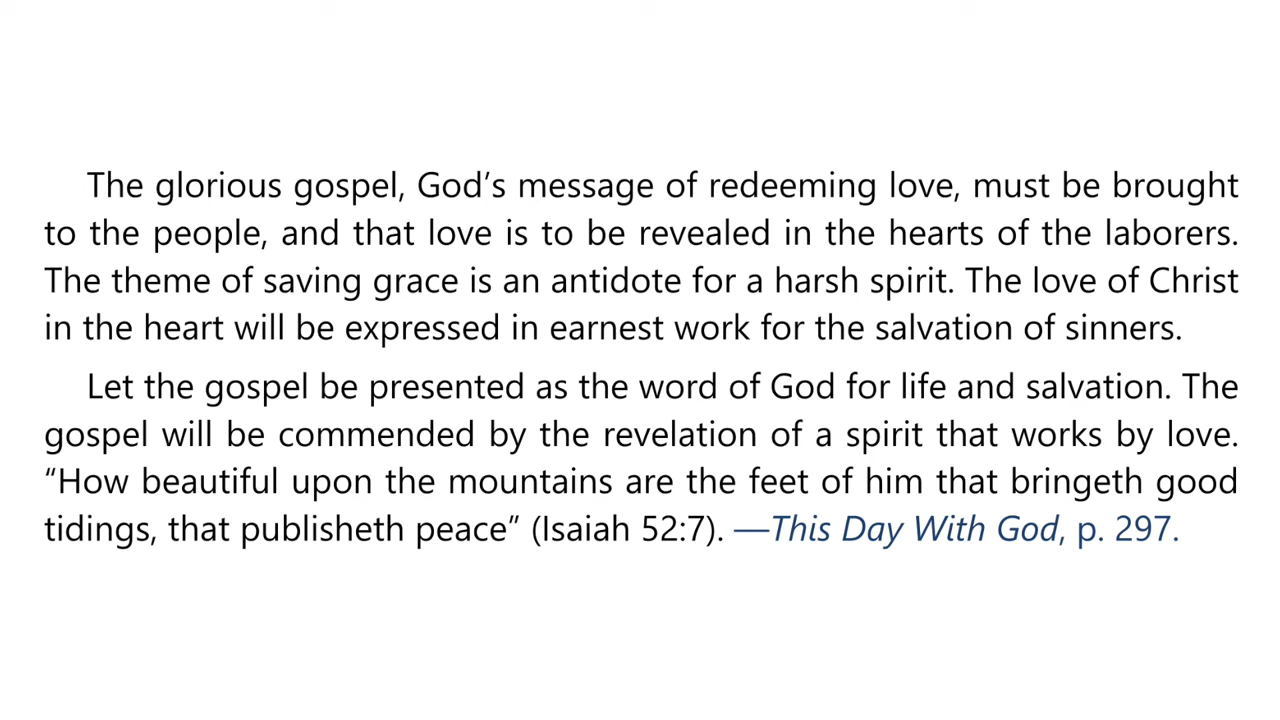 The glorious gospel, God’s message of redeeming love, must be brought
to the people, and that love is to be revealed in the hearts of the laborers.
The theme of saving grace is an antidote for a harsh spirit. The love of Christ
in the heart will be expressed in earnest work for the salvation of sinners.
Let the gospel be presented as the word of God for life and salvation. The
gospel will be commended by the revelation of a spirit that works by love.
“How beautiful upon the mountains are the feet of him that bringeth good
tidings, that publisheth peace” (Isaiah 52:7). —This Day With God, p. 297.